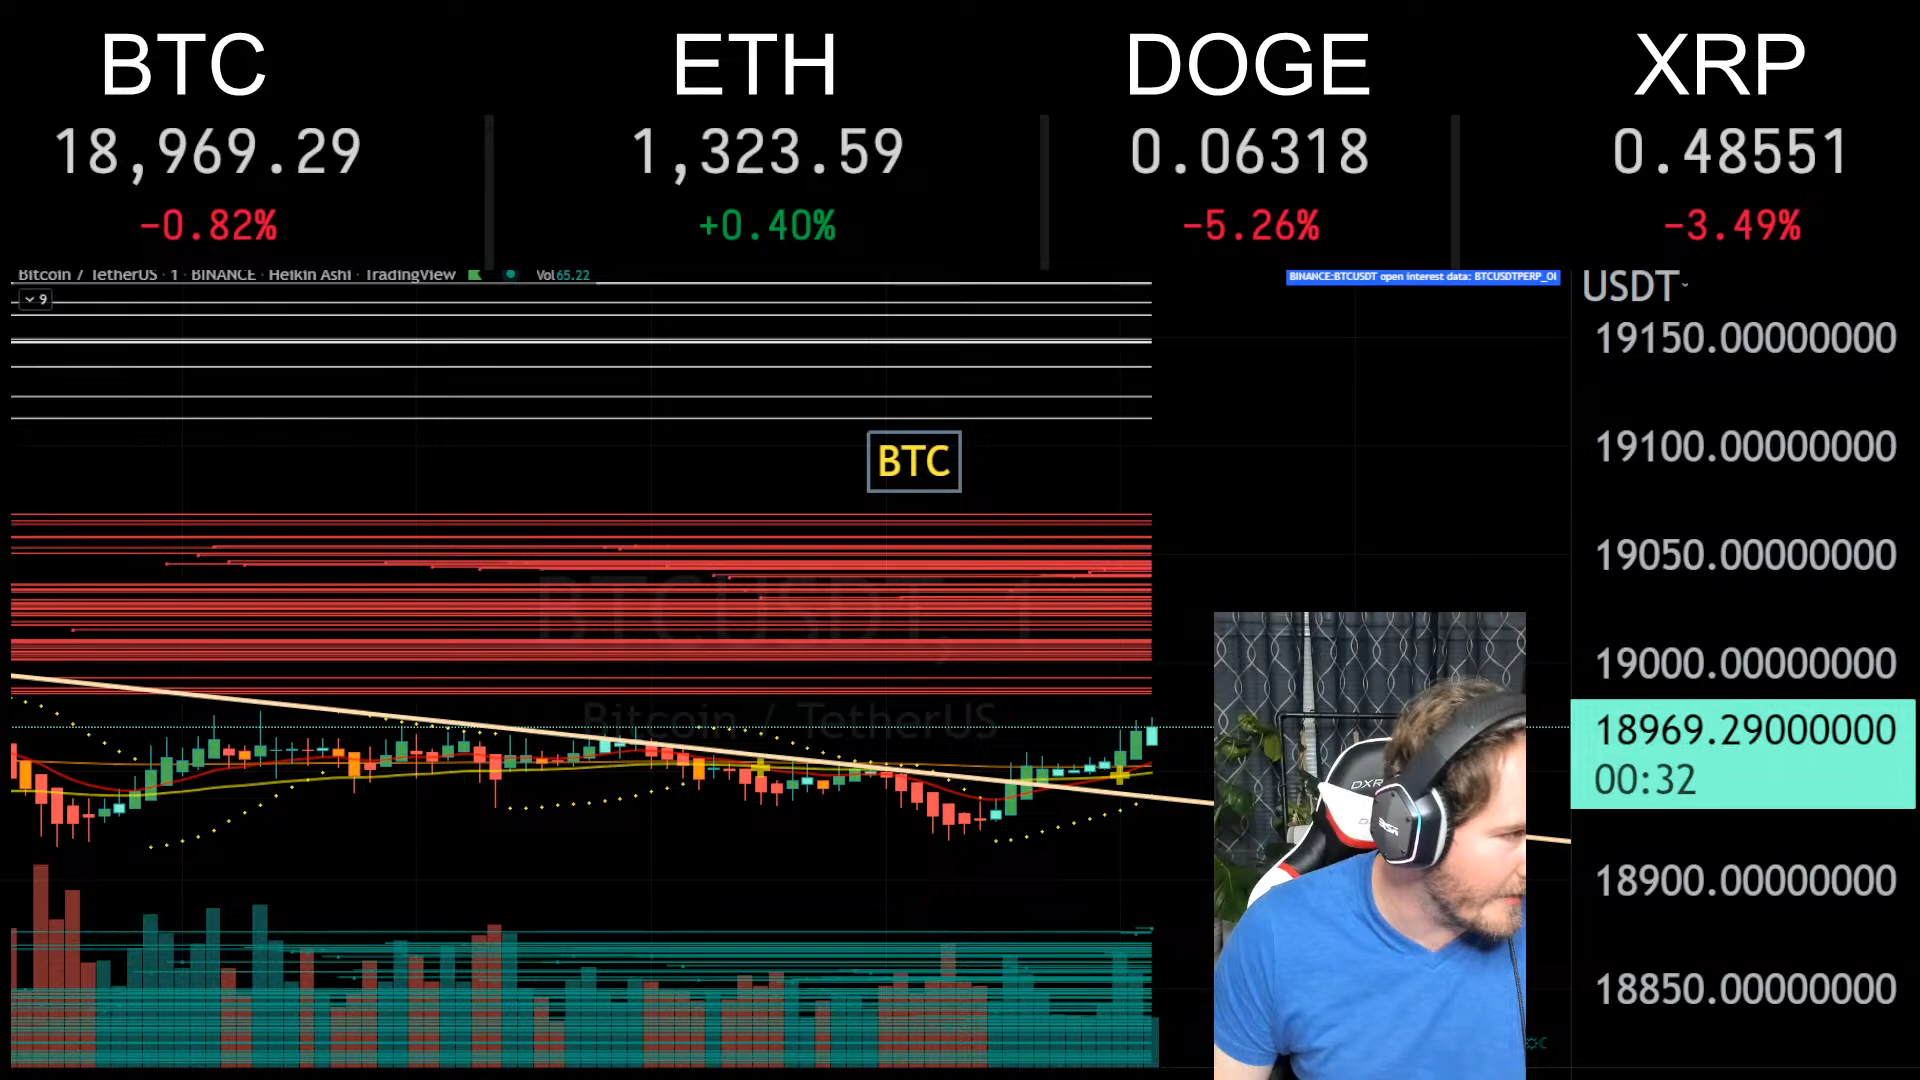 BTC ETH DOGE XRP
18,969.29 1,323.59 0.06318 0.48551
−0.82% +0.40% −5.26% −3.49%
Bitcoin / TetherUS · 1 · BINANCE · Heikin Ashi · TradingView Vol65.22
BINANCE:BTCUSDT open interest data: BTCUSDTPERP_OI
USDT
9
19150.00000000
19100.00000000
BTC
19050.00000000
BTCUSDT, 1
19000.00000000
Bitcoin / TetherUS
18969.29000000
00:32
DXR
18900.00000000
18850.00000000